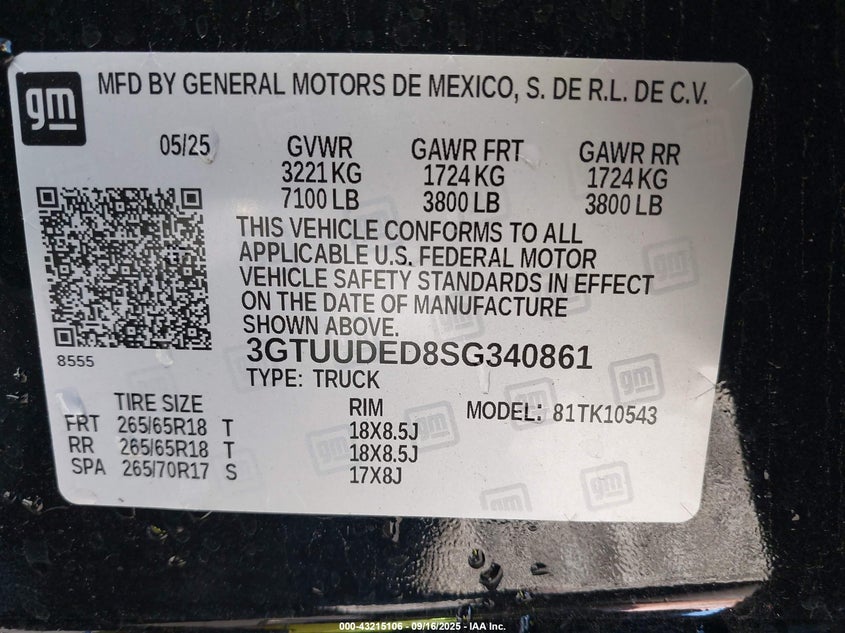 gm
MFD BY GENERAL MOTORS DE MEXICO, S. DE R.L. DE C.V.
05/25 GVWR GAWR FRT GAWR RR
3221 KG 1724 KG 1724 KG
7100 LB 3800 LB 3800 LB
THIS VEHICLE CONFORMS TO ALL
APPLICABLE U.S. FEDERAL MOTOR
VEHICLE SAFETY STANDARDS IN EFFECT
ON THE DATE OF MANUFACTURE
SHOWN ABOVE.
8555
3GTUUDED8SG340861
TYPE: TRUCK
TIRE SIZE RIM MODEL: 81TK10543
FRT 265/65R18 T 18X8.5J
RR 265/65R18 T 18X8.5J
SPA 265/70R17 S 17X8J
000-43215106 - 09/16/2025 - IAA Inc.